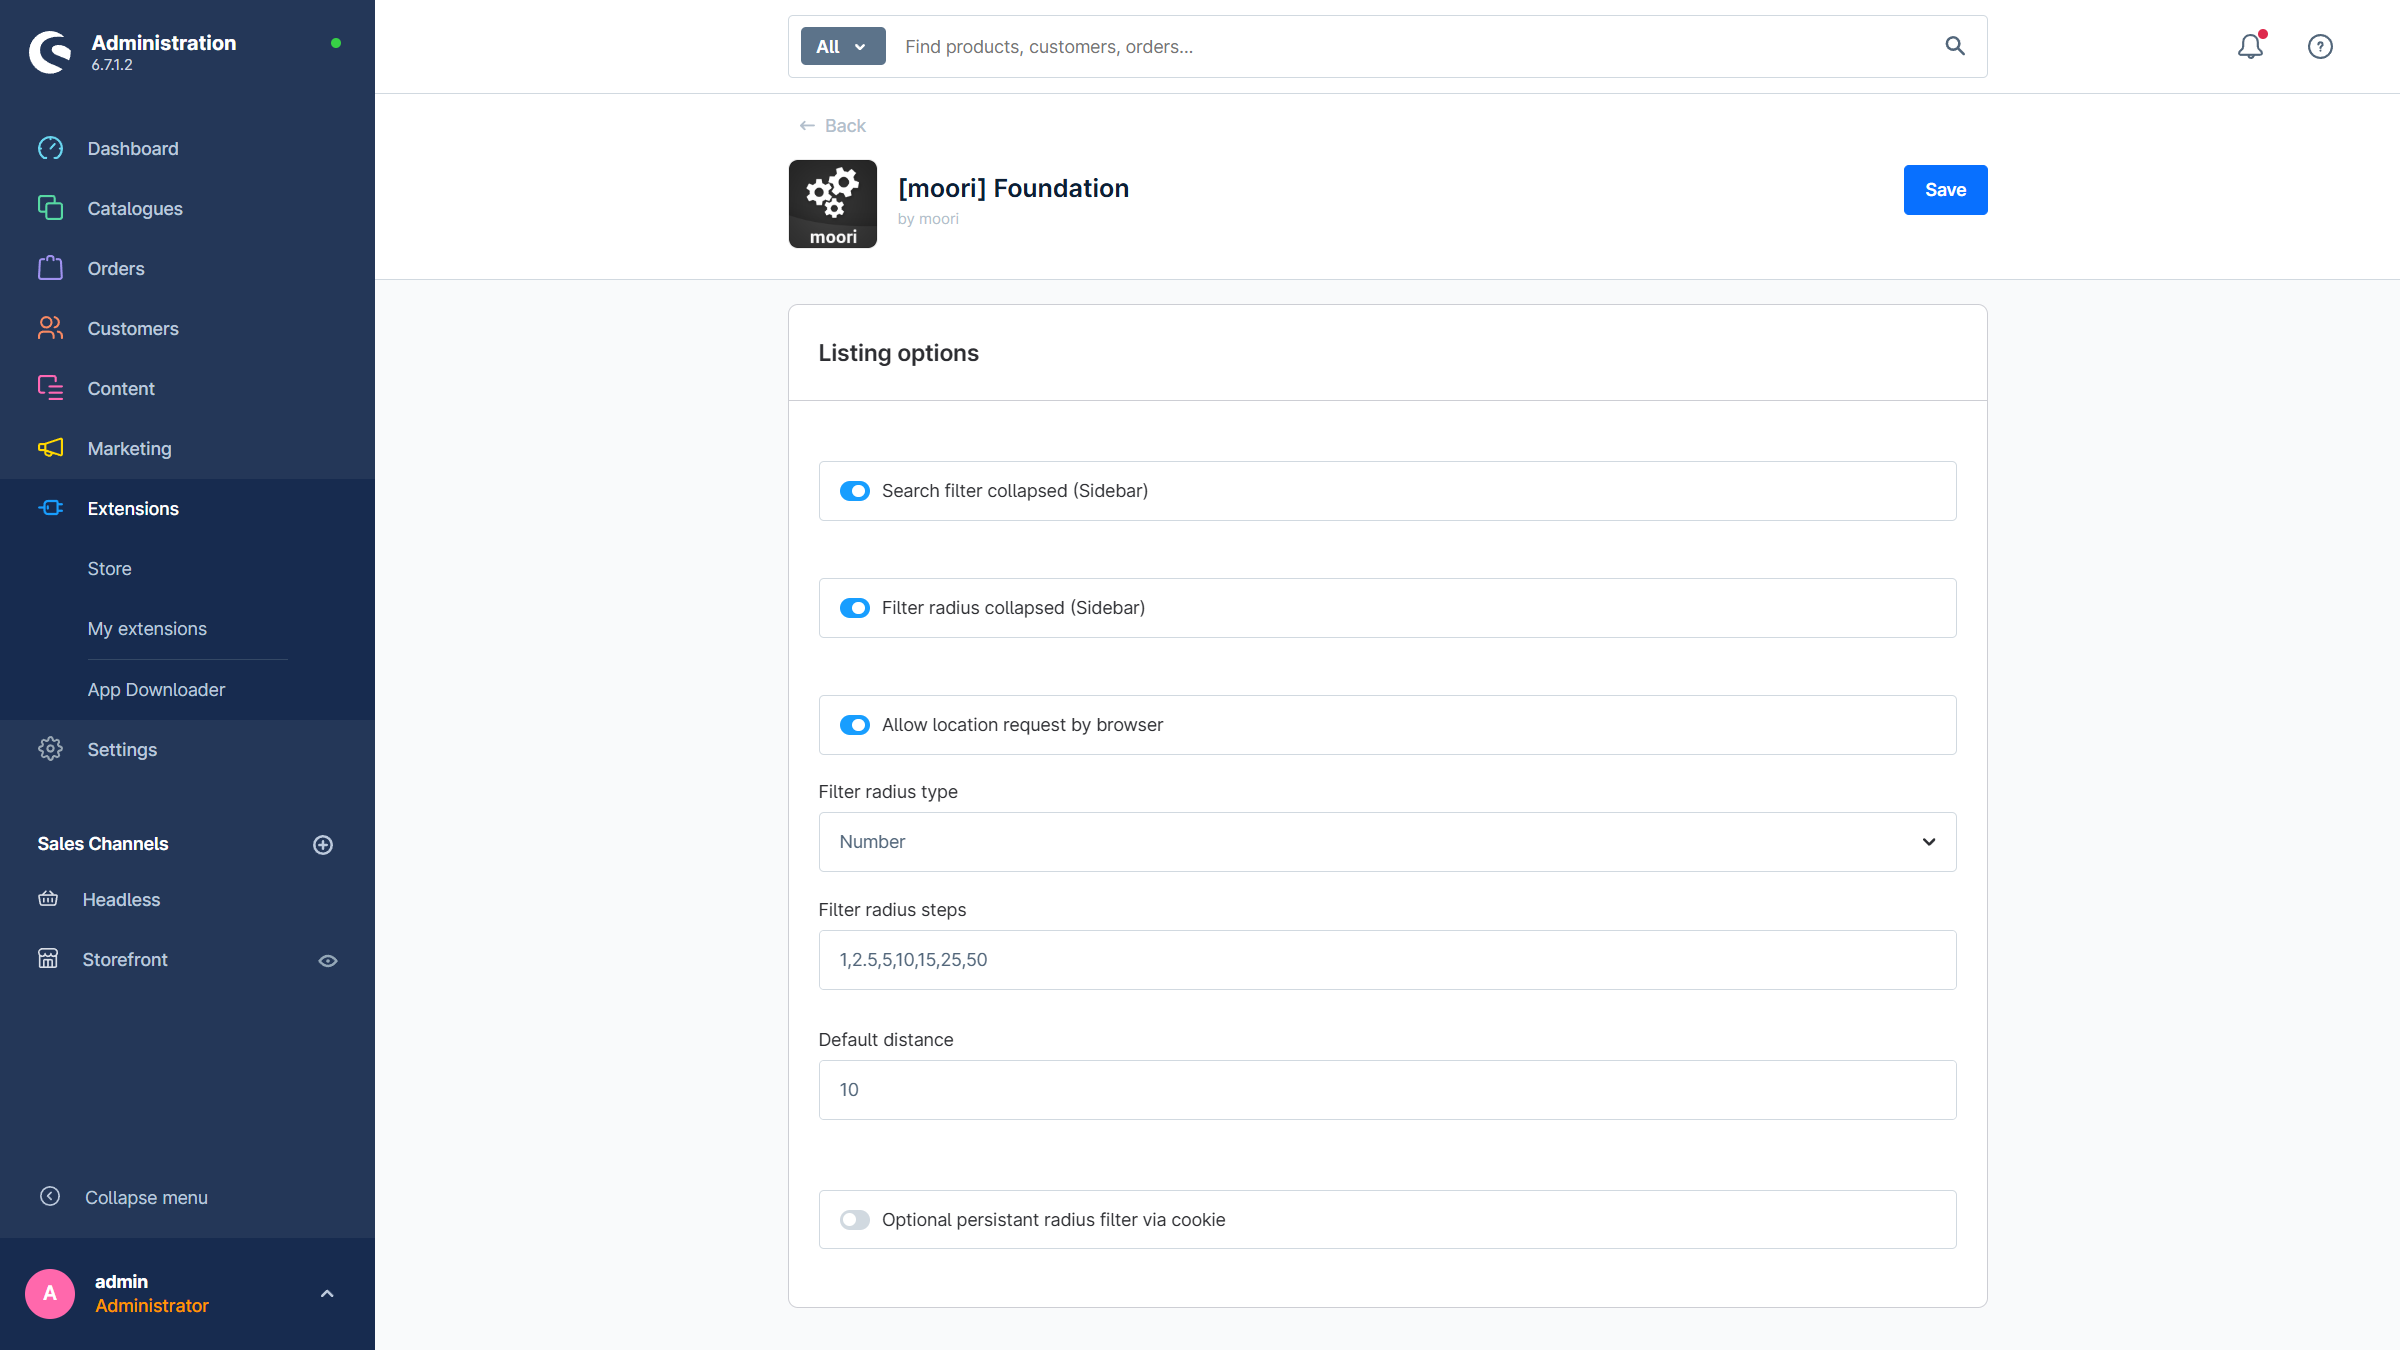 Administration
6.7.1.2
Dashboard
Catalogues
Orders
Customers
Content
Marketing
Extensions
Store
My extensions
App Downloader
Settings
Sales Channels
Headless
Storefront
Collapse menu
A
admin
Administrator
All
Find products, customers, orders...
Back
moori
[moori] Foundation
by moori
Save
Listing options
Search filter collapsed (Sidebar)
Filter radius collapsed (Sidebar)
Allow location request by browser
Filter radius type
Number
Filter radius steps
1,2.5,5,10,15,25,50
Default distance
10
Optional persistant radius filter via cookie